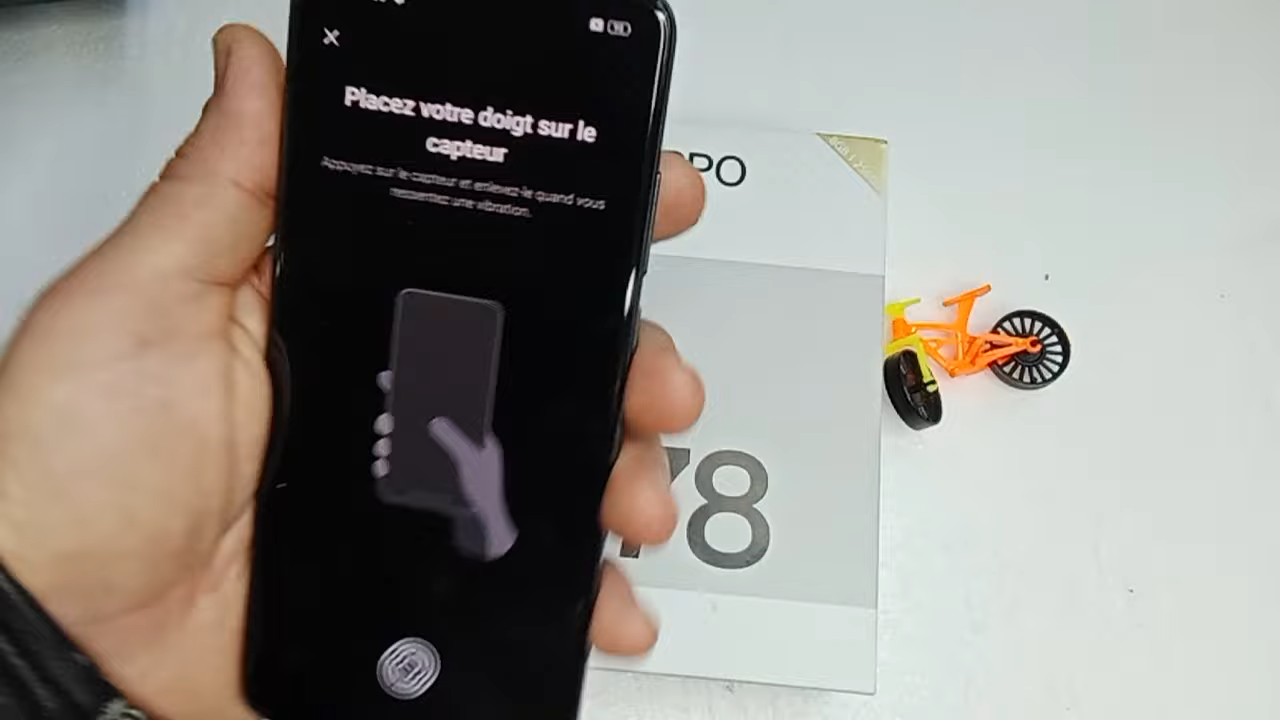 Placez votre doigt sur le
capteur
Appuyez sur le capteur et enlevez-le quand vous
ressentez une vibration.
PPO
78